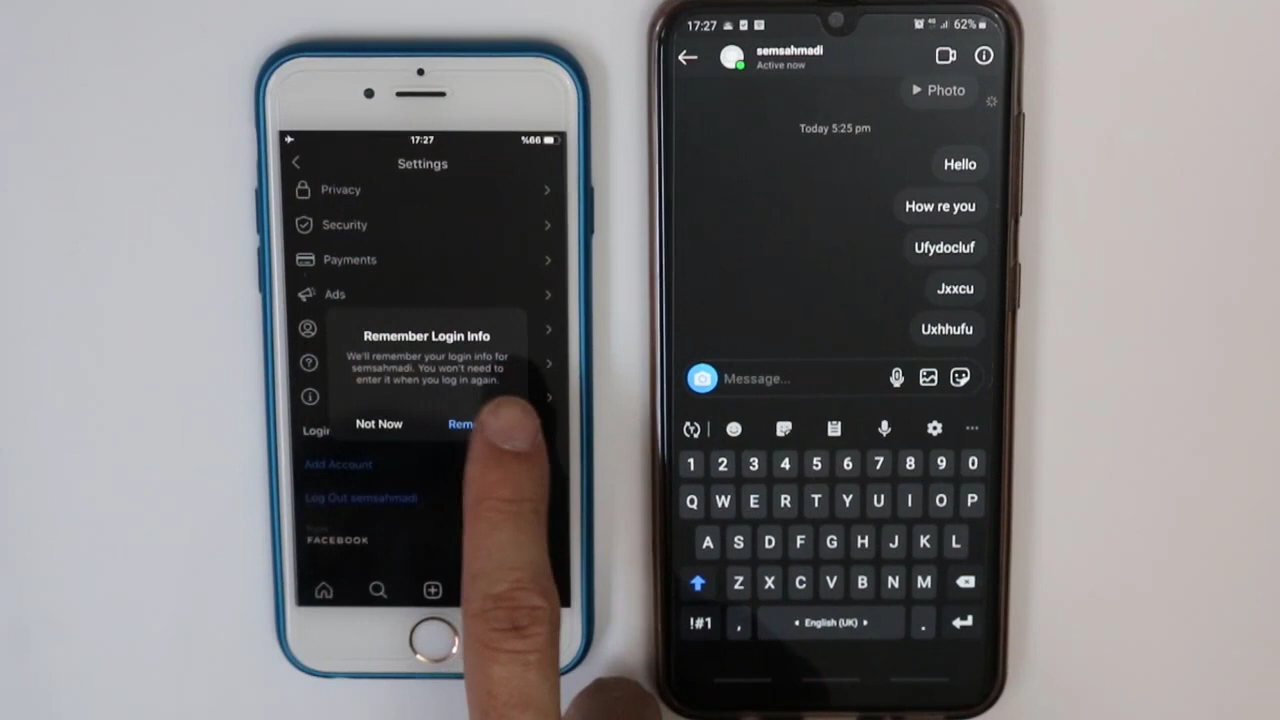 17:27
%66
Settings
Privacy
Security
Payments
Ads
Remember Login Info
We'll remember your login info for
semsahmadi. You won't need to
enter it when you log in again.
Not Now
Add Account
Log Out semsahmadi
FACEBOOK
17:27
62%
semsahmadi
Active now
Photo
Today 5:25 pm
Hello
How re you
Ufydocluf
Jxxcu
Uxhhufu
Message...
1 2 3 4 5 6 7 8 9 0
Q W E R T Y U I O P
A S D F G H J K L
Z X C V B N M
!#1 , English (UK) .